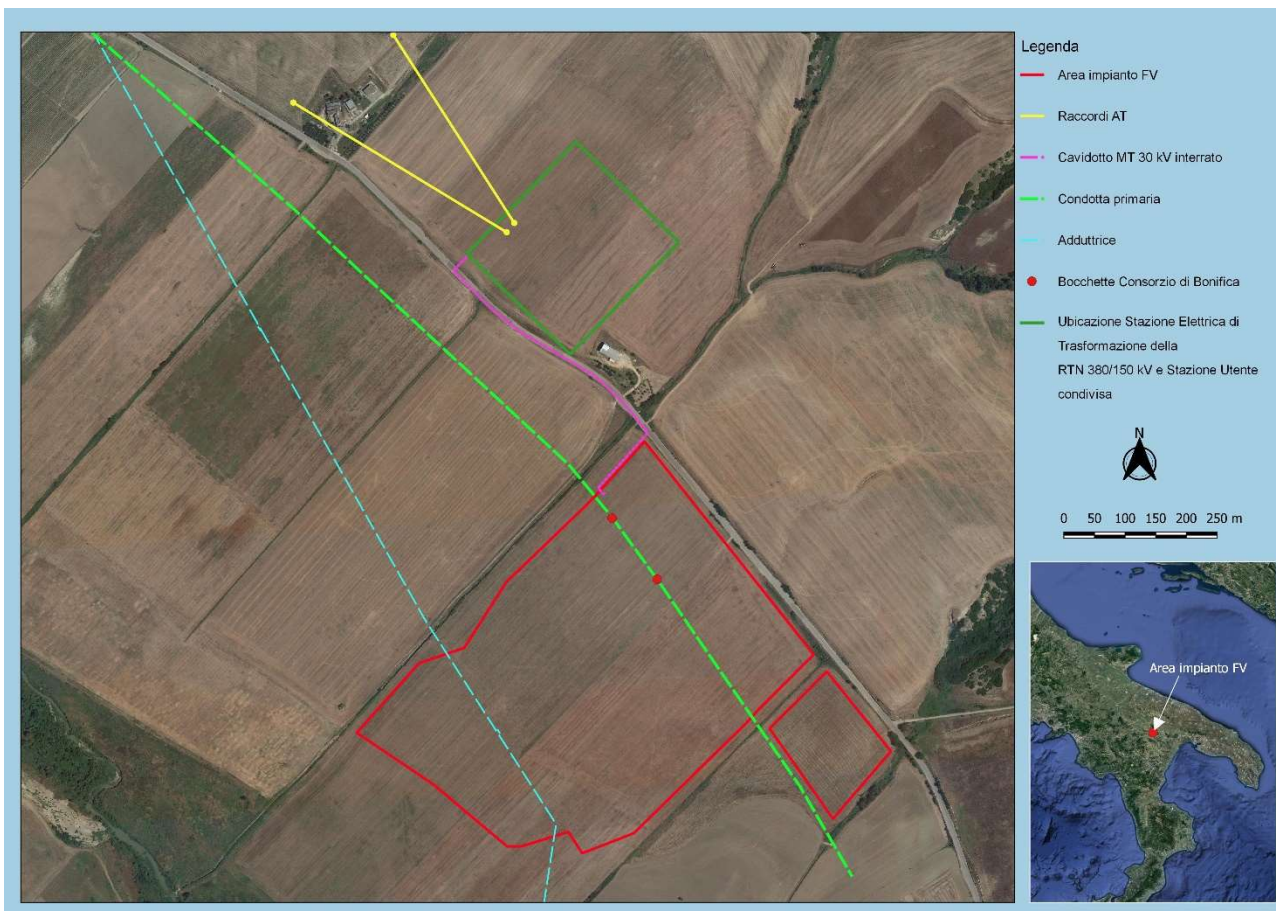 Legenda
Area impianto FV
Raccordi AT
Cavidotto MT 30 kV interrato
Condotta primaria
Adduttrice
Bocchette Consorzio di Bonifica
Ubicazione Stazione Elettrica di
Trasformazione della
RTN 380/150 kV e Stazione Utente
condivisa
N
0 50 100 150 200 250 m
Area impianto FV